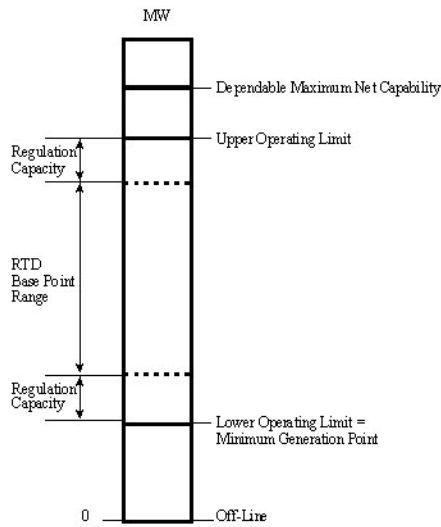 MW
Dependable Maximum Net Capability
Upper Operating Limit
Regulation
Capacity
RTD
Base Point
Range
Regulation
Capacity
Lower Operating Limit =
Minimum Generation Point
0
Off-Line